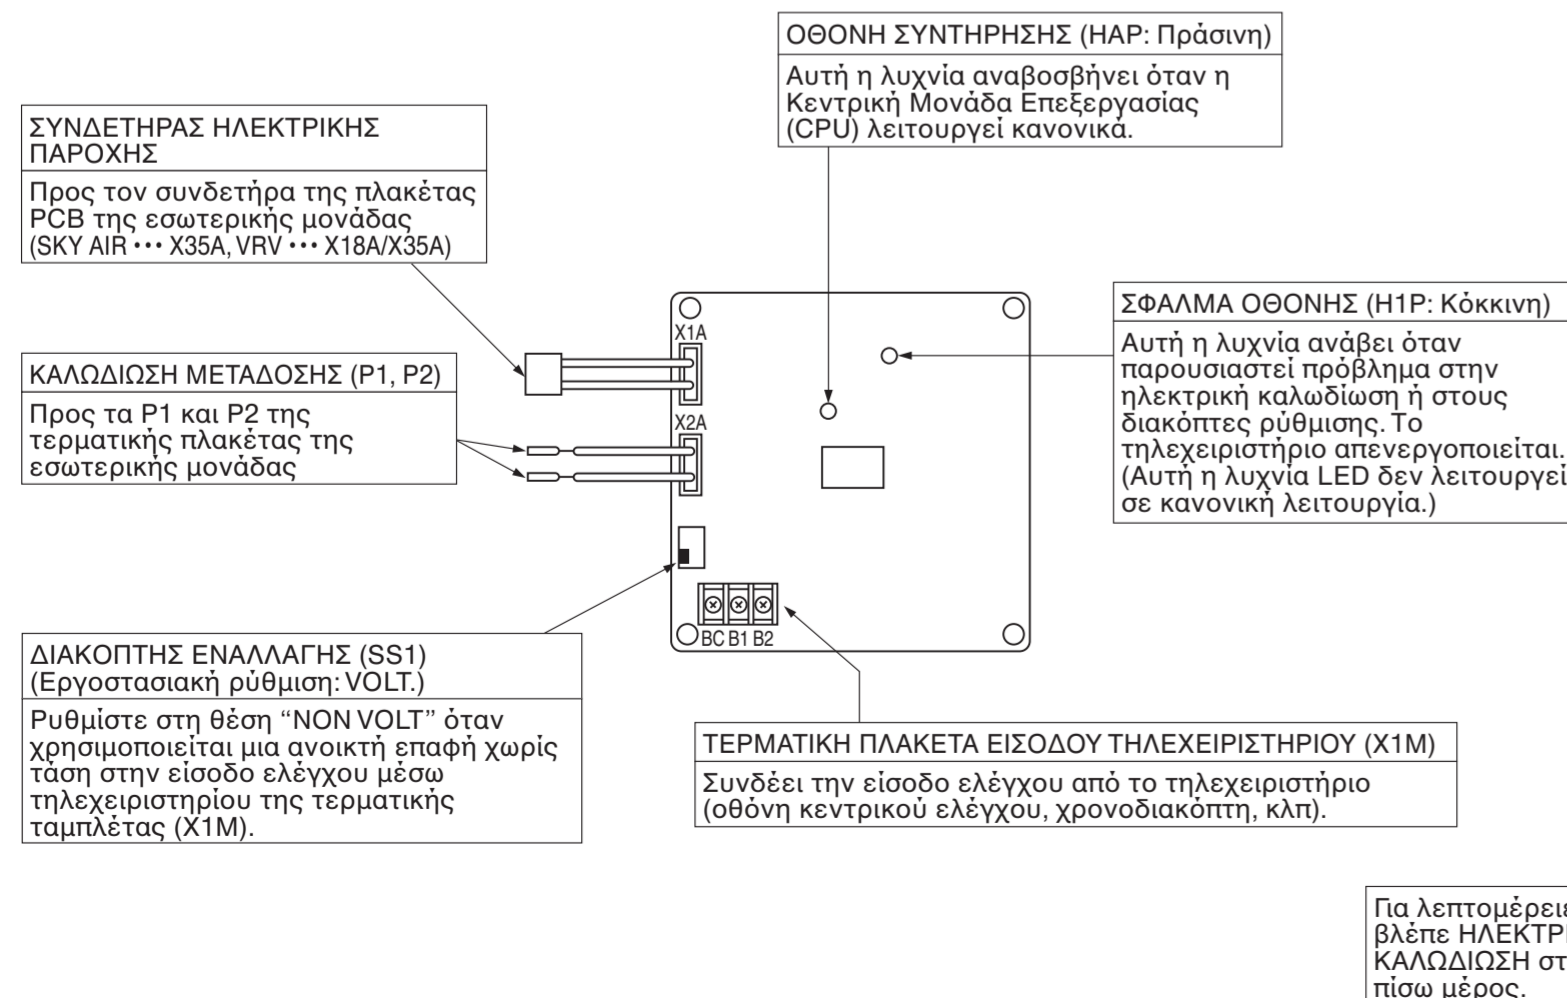 ΟΘΟΝΗ ΣΥΝΤΗΡΗΣΗΣ (HAP: Πράσινη)
Αυτή η λυχνία αναβοσβήνει όταν η
Κεντρική Μονάδα Επεξεργασίας
(CPU) λειτουργεί κανονικά.
ΣΥΝΔΕΤΗΡΑΣ ΗΛΕΚΤΡΙΚΗΣ
ΠΑΡΟΧΗΣ
Προς τον συνδετήρα της πλακέτας
PCB της εσωτερικής μονάδας
(SKY AIR ··· X35A, VRV ··· X18A/X35A)
ΚΑΛΩΔΙΩΣΗ ΜΕΤΑΔΟΣΗΣ (P1, P2)
Προς τα P1 και P2 της
τερματικής πλακέτας της
εσωτερικής μονάδας
X1A
X2A
BC B1 B2
ΣΦΑΛΜΑ ΟΘΟΝΗΣ (H1P: Κόκκινη)
Αυτή η λυχνία ανάβει όταν
παρουσιαστεί πρόβλημα στην
ηλεκτρική καλωδίωση ή στους
διακόπτες ρύθμισης. Το
τηλεχειριστήριο απενεργοποιείται.
(Αυτή η λυχνία LED δεν λειτουργεί
σε κανονική λειτουργία.)
ΔΙΑΚΟΠΤΗΣ ΕΝΑΛΛΑΓΗΣ (SS1)
(Εργοστασιακή ρύθμιση: VOLT.)
Ρυθμίστε στη θέση “NON VOLT” όταν
χρησιμοποιείται μια ανοικτή επαφή χωρίς
τάση στην είσοδο ελέγχου μέσω
τηλεχειριστηρίου της τερματικής
ταμπλέτας (X1M).
ΤΕΡΜΑΤΙΚΗ ΠΛΑΚΕΤΑ ΕΙΣΟΔΟΥ ΤΗΛΕΧΕΙΡΙΣΤΗΡΙΟΥ (X1M)
Συνδέει την είσοδο ελέγχου από το τηλεχειριστήριο
(οθόνη κεντρικού ελέγχου, χρονοδιακόπτη, κλπ).
Για
βλέπε
ΚΑΛΩΔΙΩΣΗ
πίσω μέρος.